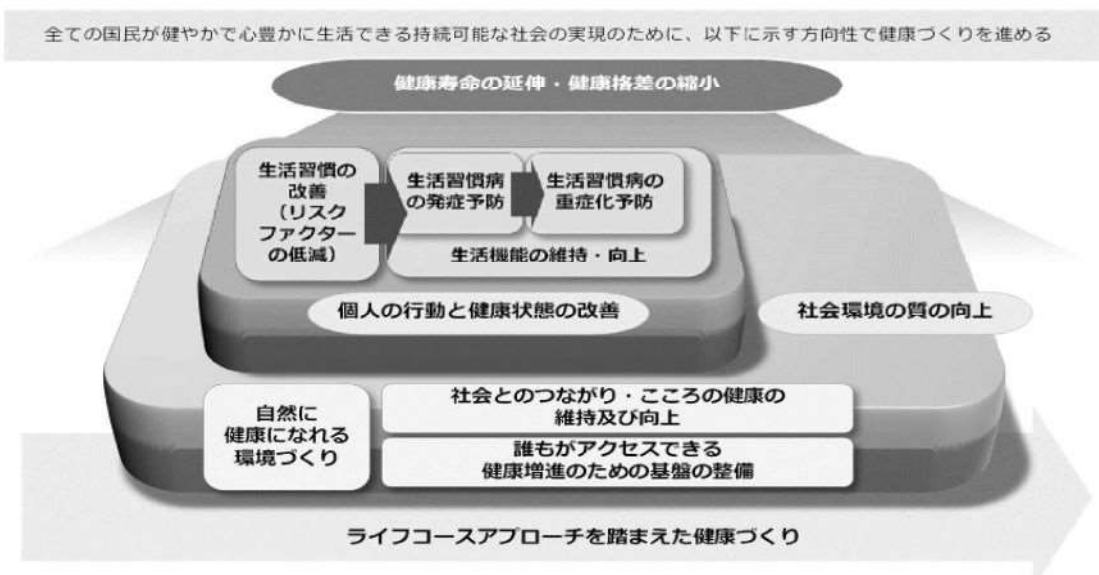 全ての国民が健やかで心豊かに生活できる持続可能な社会の実現のために、以下に示す方向性で健康づくりを進める
健康寿命の延伸・健康格差の縮小
生活習慣の
改善
（リスク
ファクター
の低減）
生活習慣病
の発症予防
生活習慣病の
重症化予防
生活機能の維持・向上
個人の行動と健康状態の改善
社会環境の質の向上
自然に
健康になれる
環境づくり
社会とのつながり・こころの健康の
維持及び向上
誰もがアクセスできる
健康増進のための基盤の整備
ライフコースアプローチを踏まえた健康づくり